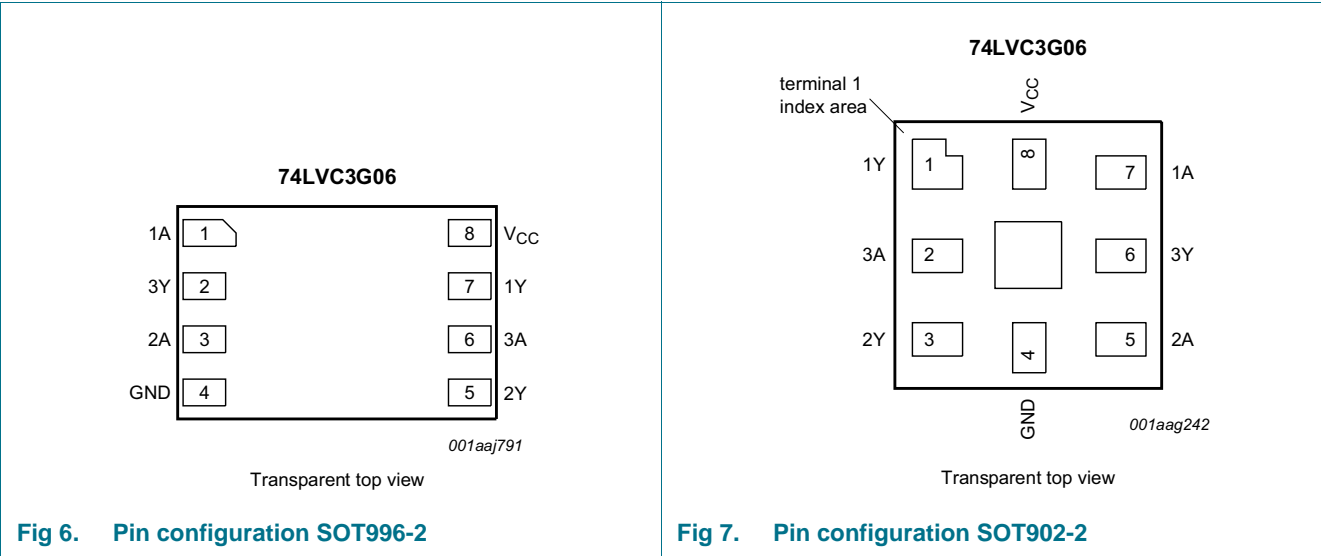 74LVC3G06
1A 1 8 VCC
3Y 2 7 1Y
2A 3 6 3A
GND 4 5 2Y
001aaj791
Transparent top view
Fig 6. Pin configuration SOT996-2
74LVC3G06
terminal 1
index area
VCC
1Y 1 8 7 1A
3A 2 6 3Y
2Y 3 4 5 2A
GND
001aag242
Transparent top view
Fig 7. Pin configuration SOT902-2